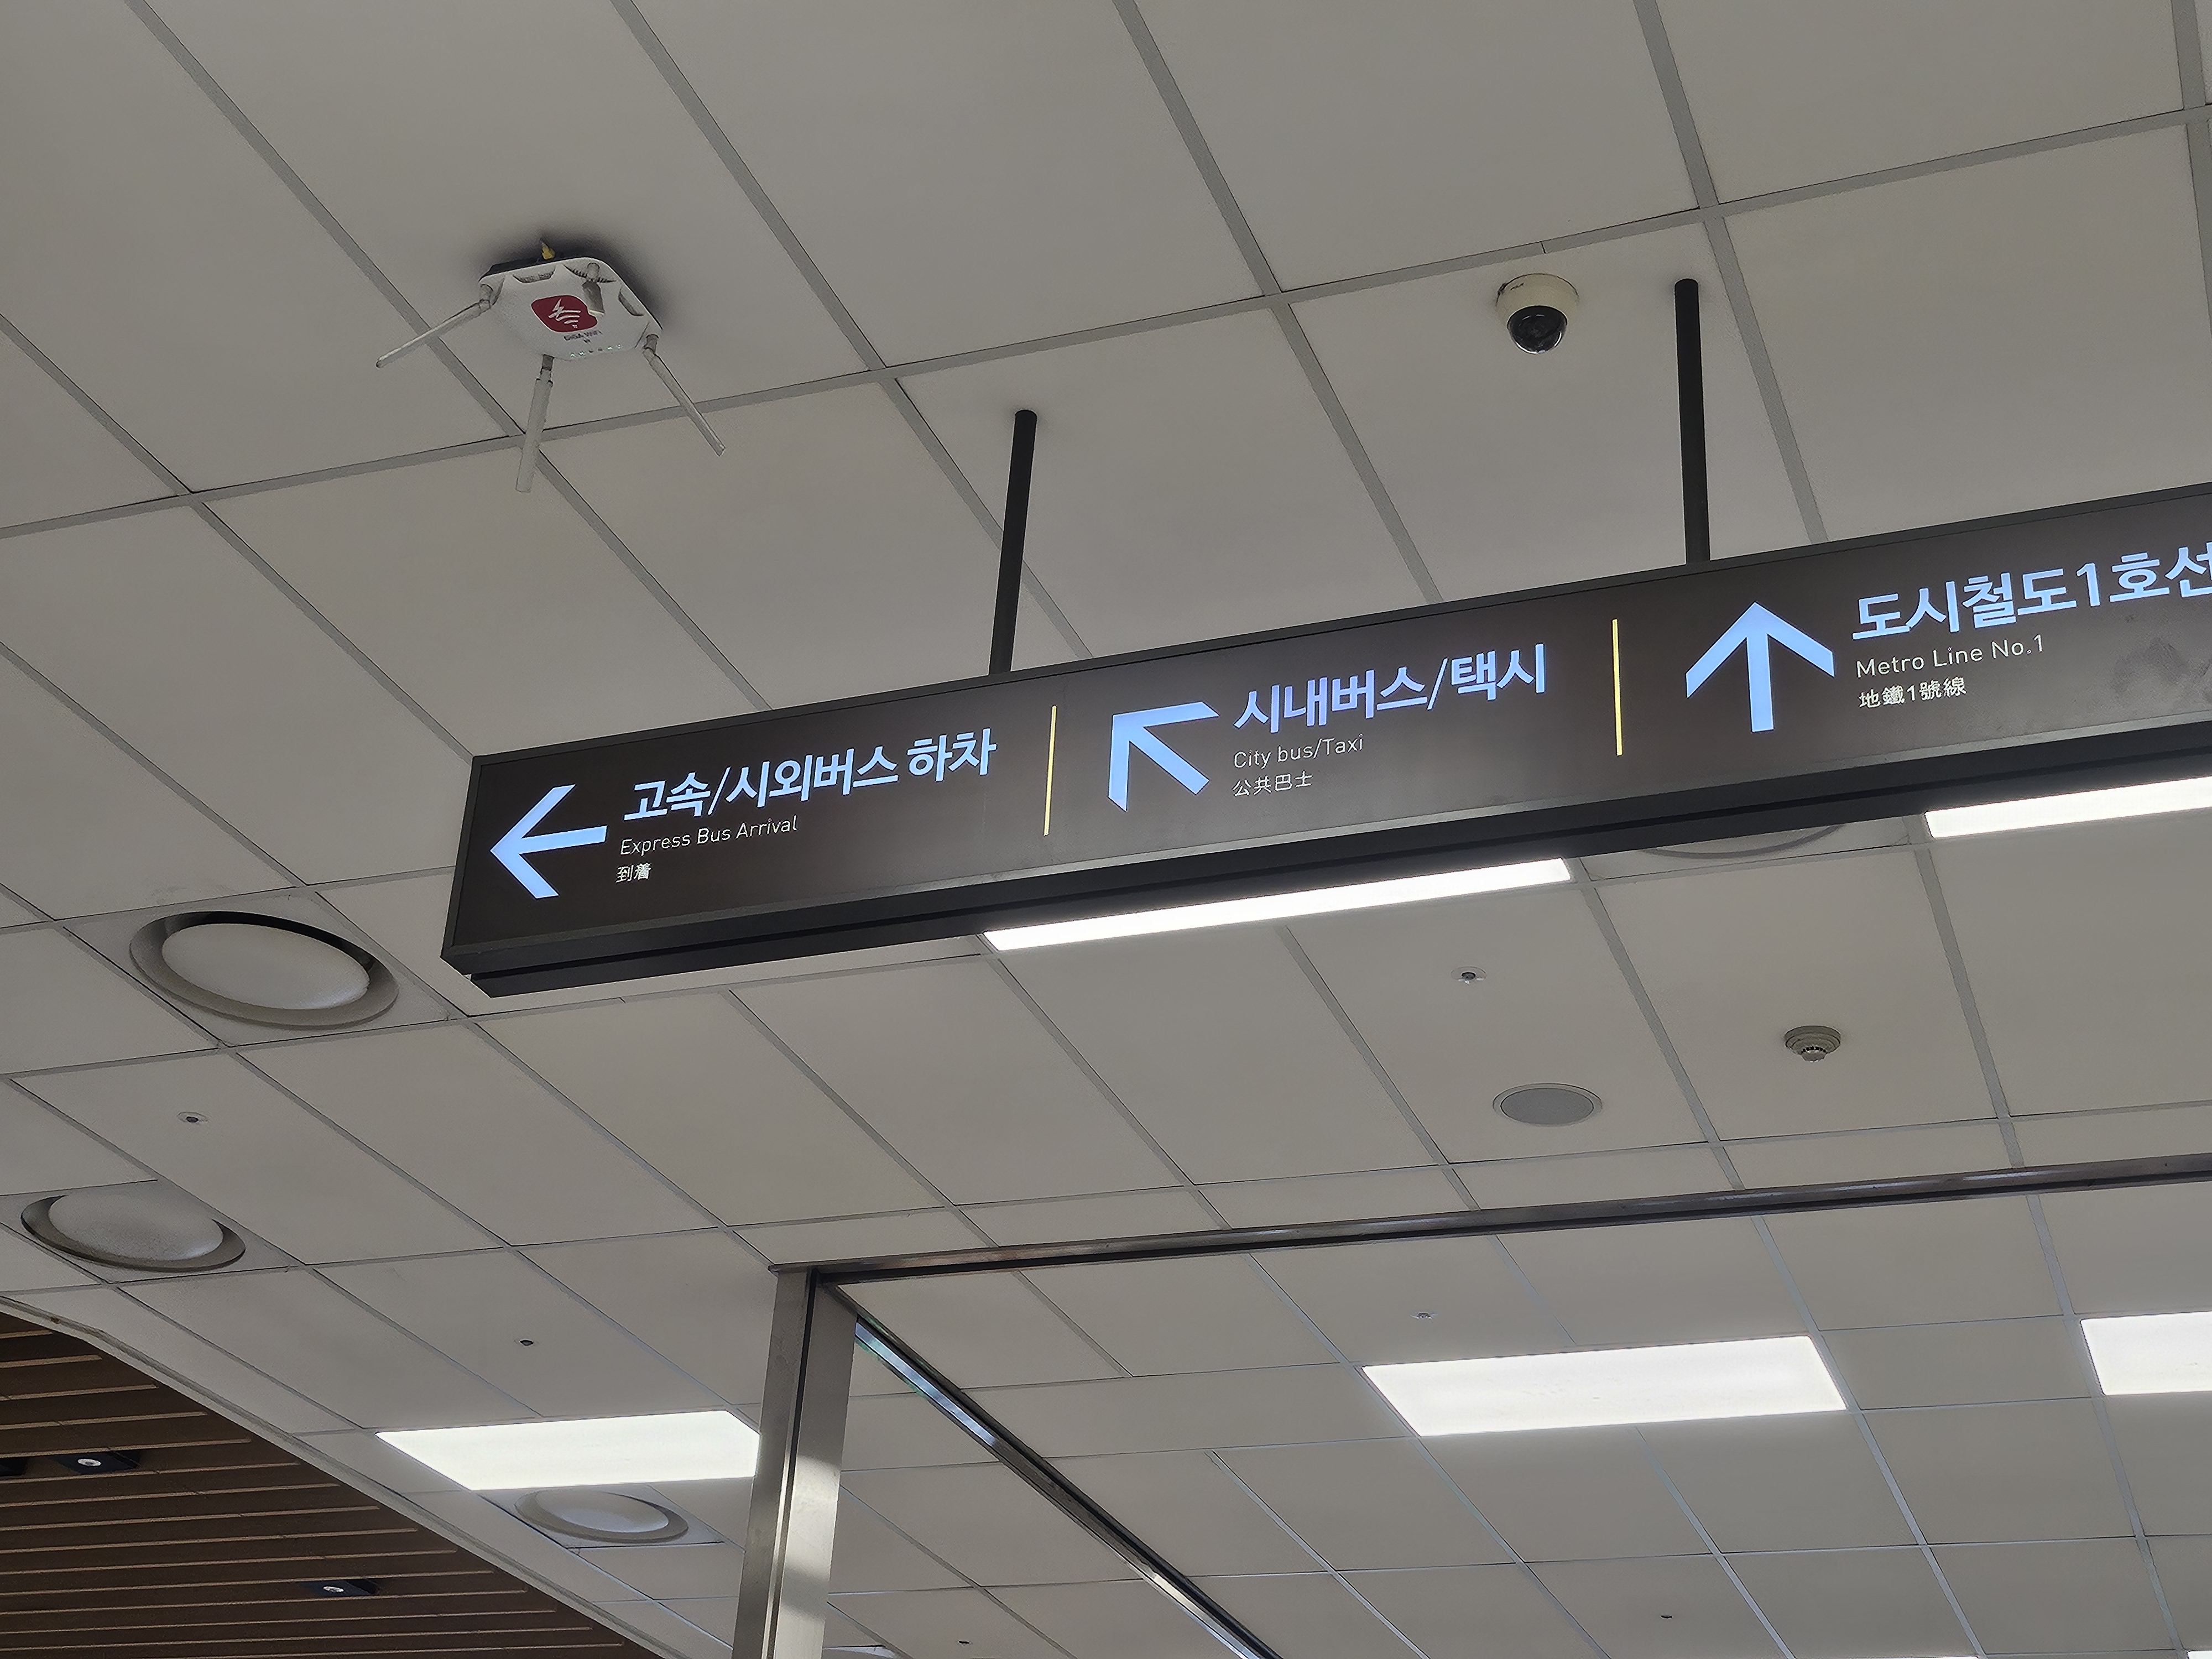 고속/시외버스 하차
Express Bus Arrival
到着
시내버스/택시
City bus/Taxi
公共巴士
도시철도1호선
Metro Line No.1
地鐵1號線
GiGA WiFi